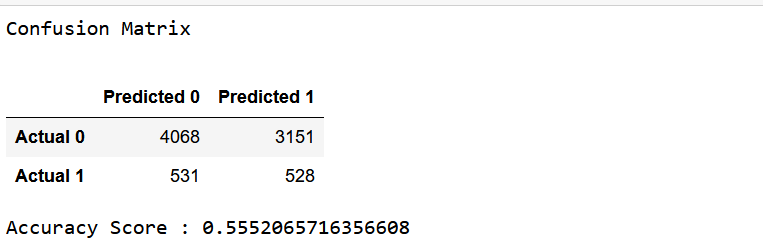 Confusion Matrix
Predicted 0 Predicted 1
Actual 0 4068 3151
Actual 1 531 528
Accuracy Score : 0.5552065716356608